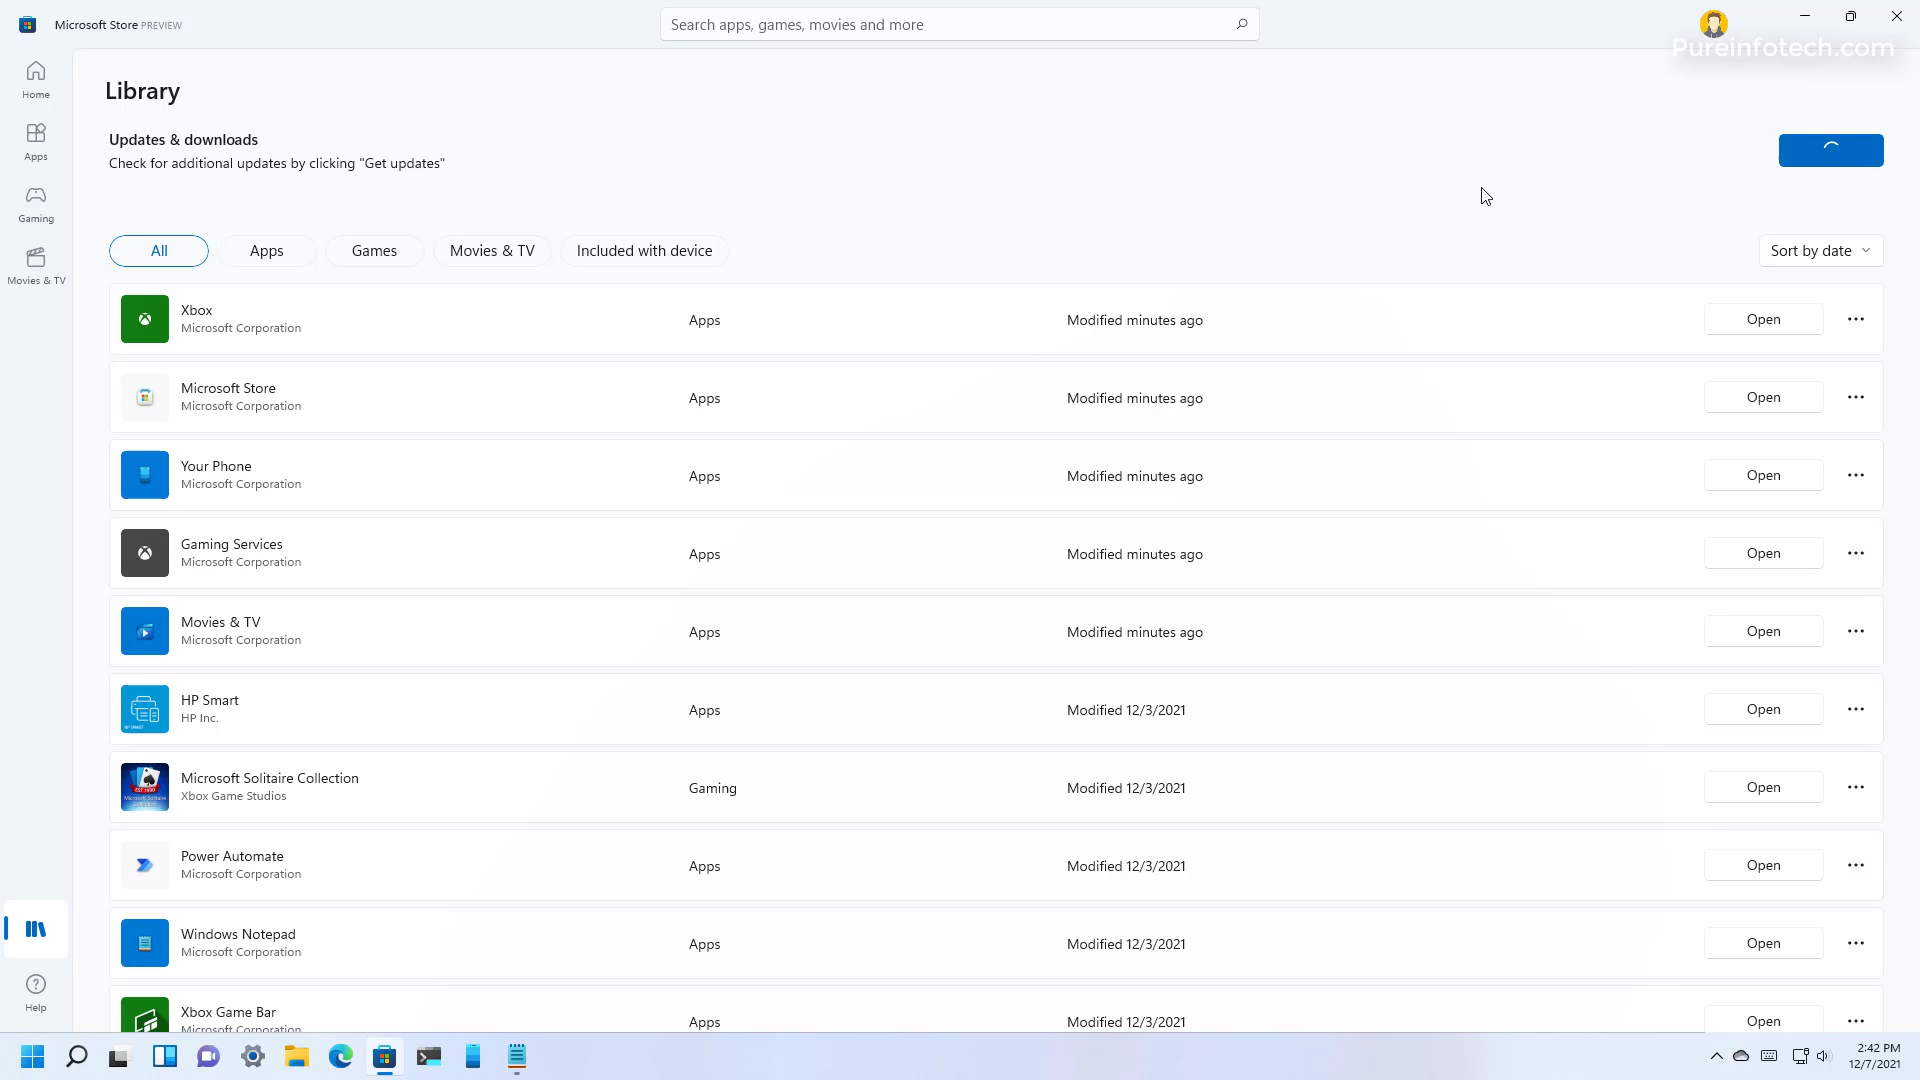 Microsoft Store PREVIEW
Search apps, games, movies and more
Pureinfotech.com
Home
Apps
Gaming
Movies & TV
Library
Updates & downloads
Check for additional updates by clicking "Get updates"
All Apps Games Movies & TV Included with device Sort by date
Xbox
Microsoft Corporation
Apps Modified minutes ago Open
Microsoft Store
Microsoft Corporation
Apps Modified minutes ago Open
Your Phone
Microsoft Corporation
Apps Modified minutes ago Open
Gaming Services
Microsoft Corporation
Apps Modified minutes ago Open
Movies & TV
Microsoft Corporation
Apps Modified minutes ago Open
HP Smart
HP Inc.
Apps Modified 12/3/2021 Open
Microsoft Solitaire Collection
Xbox Game Studios
Gaming Modified 12/3/2021 Open
Power Automate
Microsoft Corporation
Apps Modified 12/3/2021 Open
Windows Notepad
Microsoft Corporation
Apps Modified 12/3/2021 Open
Xbox Game Bar
Microsoft Corporation
Apps Modified 12/3/2021 Open
Help
2:42 PM
12/7/2021